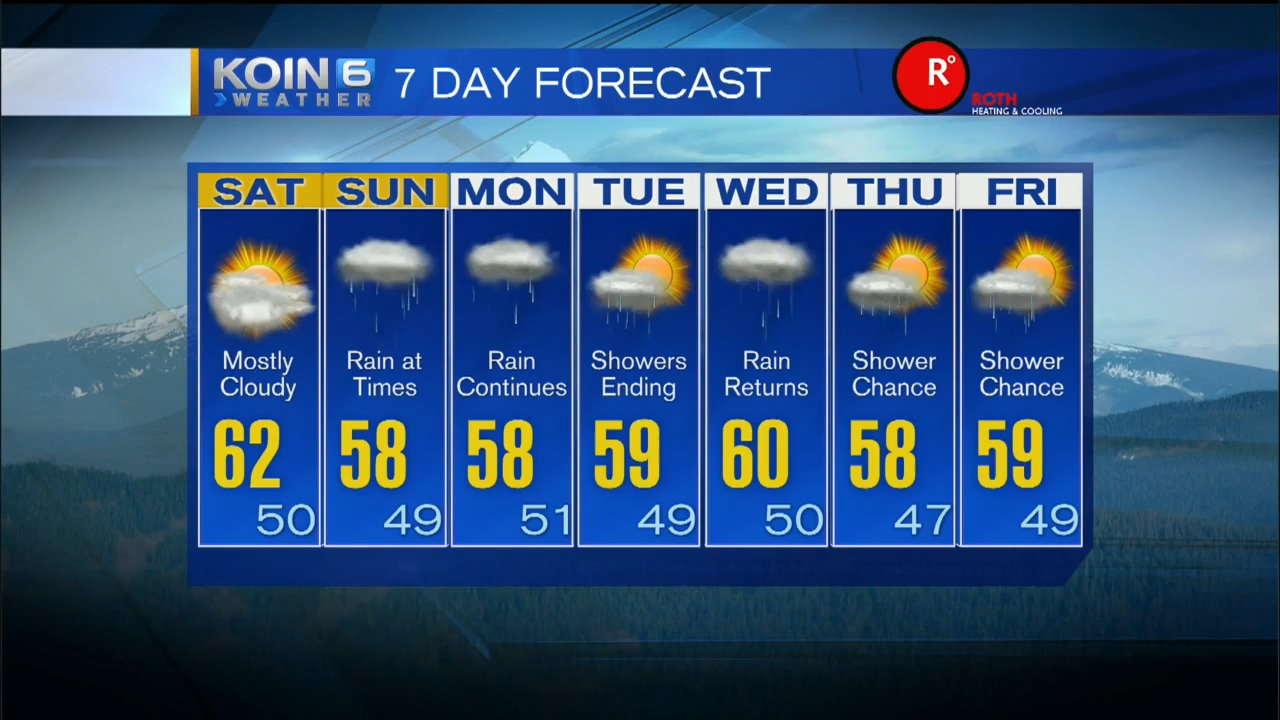 KOIN 6
WEATHER
7 DAY FORECAST
R°
ROTH
HEATING & COOLING
SAT SUN MON TUE WED THU FRI
Mostly Cloudy
Rain at Times
Rain Continues
Showers Ending
Rain Returns
Shower Chance
Shower Chance
62 58 58 59 60 58 59
50 49 51 49 50 47 49